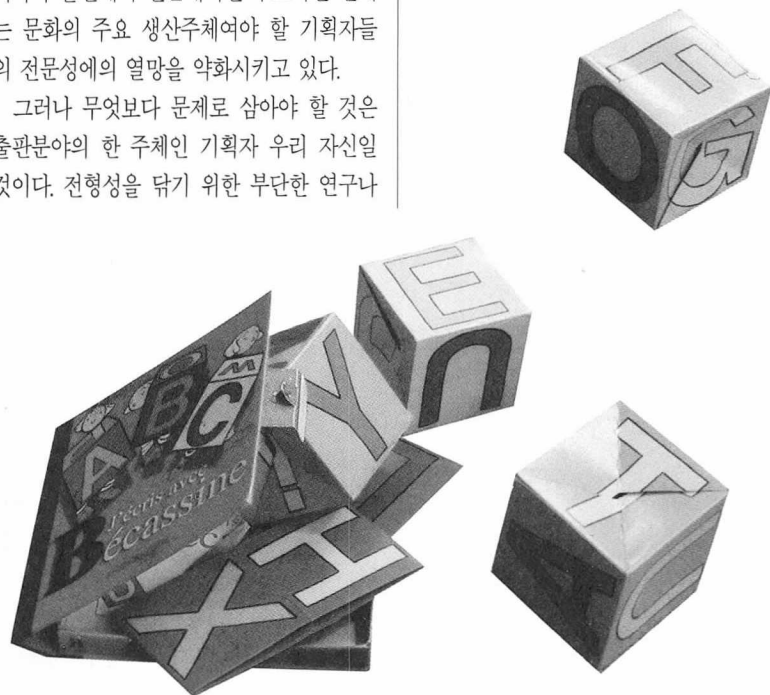 는 문화의 주요 생산주체여야 할 기획자들
의 전문성에의 열망을 약화시키고 있다.
그러나 무엇보다 문제로 삼아야 할 것은
출판분야의 한 주체인 기획자 우리 자신일
것이다. 전형성을 닦기 위한 부단한 연구나
F
O
G
E
U
Y
A B C
O
M
J'écris avec
Bécassine
X H
T
A
U